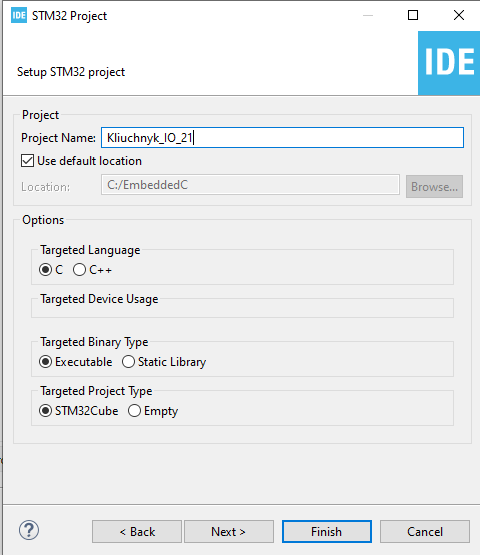 IDE STM32 Project
Setup STM32 project
IDE
Project
Project Name: Kliuchnyk_IO_21
Use default location
Location: C:/EmbeddedC Browse...
Options
Targeted Language
C C++
Targeted Device Usage
Targeted Binary Type
Executable Static Library
Targeted Project Type
STM32Cube Empty
? < Back Next > Finish Cancel